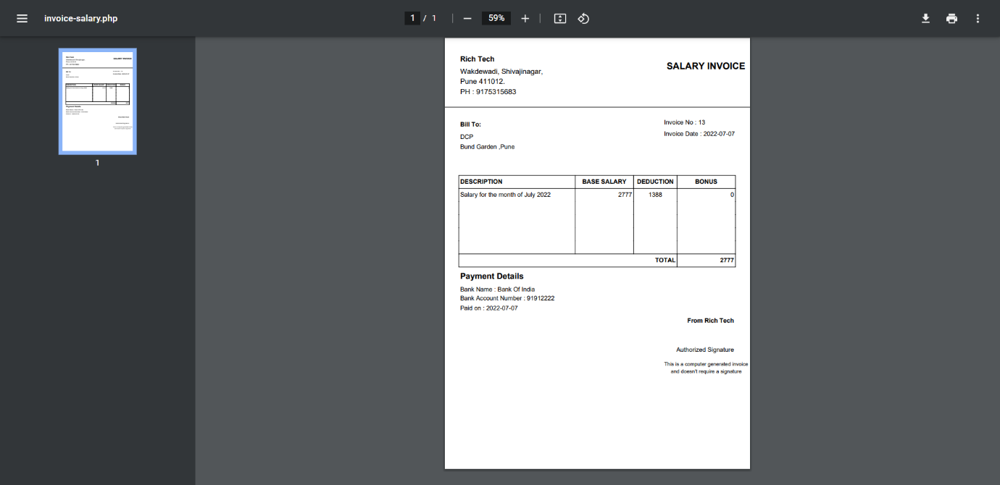 invoice-salary.php
1 / 1
59%
1
Rich Tech
SALARY INVOICE
Wakdewadi, Shivajinagar,
Pune 411012.
PH : 9175315683
Bill To:
Invoice No : 13
DCP
Invoice Date : 2022-07-07
Bund Garden ,Pune
DESCRIPTION BASE SALARY DEDUCTION BONUS
Salary for the month of July 2022 2777 1388 0
TOTAL 2777
Payment Details
Bank Name : Bank Of India
Bank Account Number : 91912222
Paid on : 2022-07-07
From Rich Tech
Authorized Signature
This is a computer generated invoice
and doesn't require a signature